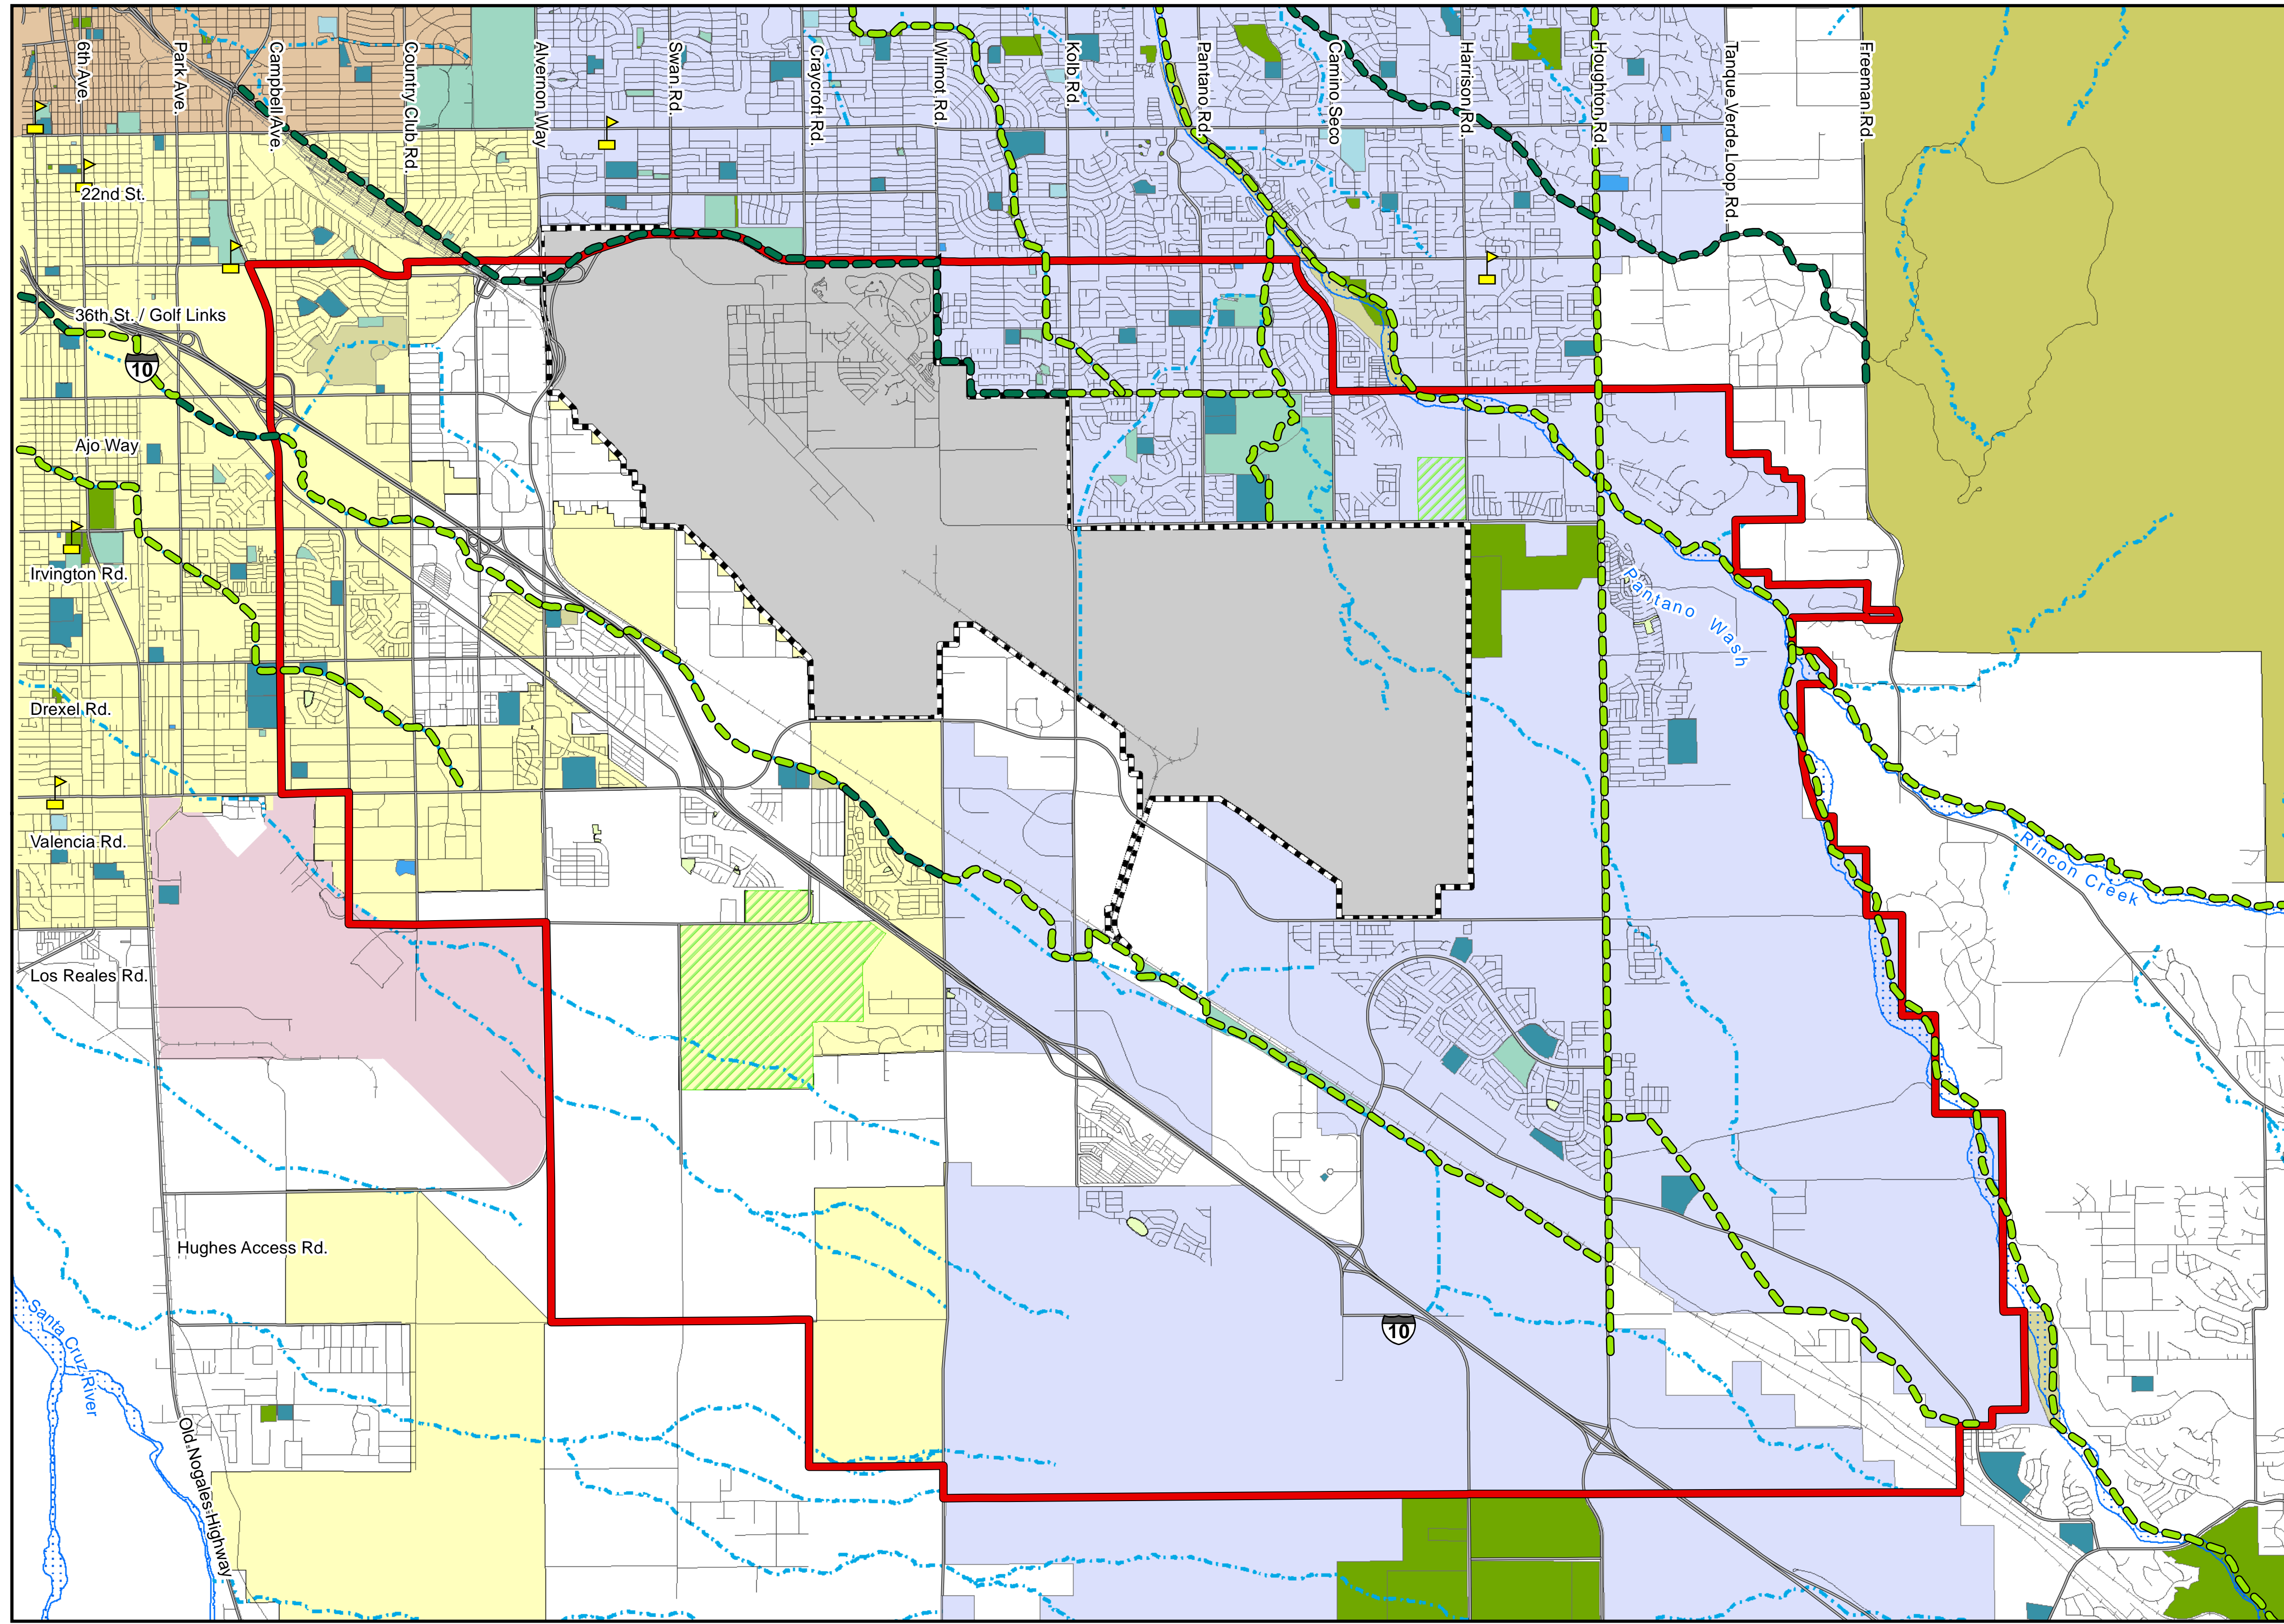 6th Ave.
Park Ave.
Campbell Ave.
Country Club Rd.
Alvernon Way
Swan Rd.
Craycroft Rd.
Wilmot Rd.
Kolb Rd.
Pantano Rd.
Camino Seco
Harrison Rd.
Houghton Rd.
Tanque Verde Loop Rd.
Freeman Rd.
22nd St.
36th St. / Golf Links
10
Ajo Way
Irvington Rd.
Pantano Wash
Drexel Rd.
Valencia Rd.
Rincon Creek
Los Reales Rd.
Hughes Access Rd.
Santa Cruz River
10
Old Nogales Highway